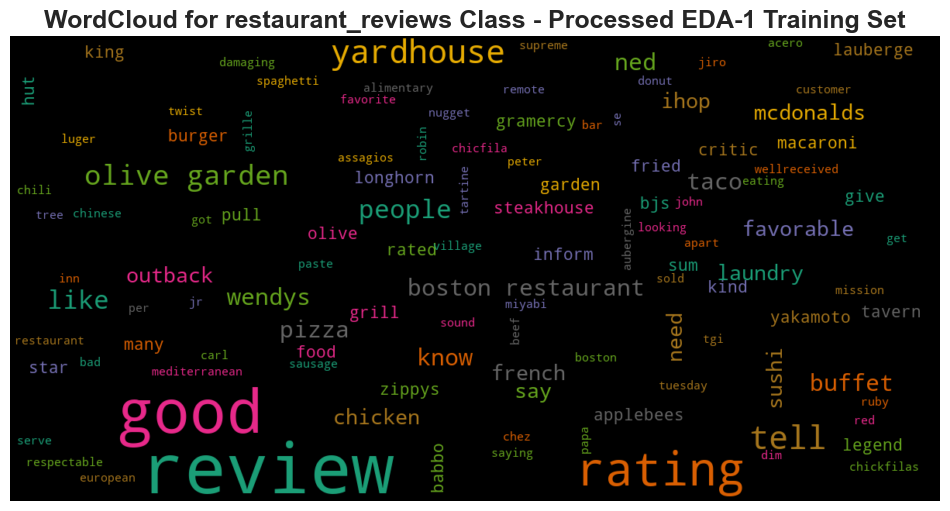 WordCloud for restaurant_reviews Class - Processed EDA-1 Training Set
king
damaging
yardhouse
supreme
ned
acero
jiro
lauberge
hut
spaghetti
alimentary
favorite
remote
donut
ihop
customer
twist
nugget
gramercy
bar
se
mcdonalds
luger
burger
grille
robin
chicfila
critic
macaroni
assagios
peter
fried
wellreceived
chili
olive garden
longhorn
tartine
garden
taco
eating
give
tree
chinese
got
pull
people
steakhouse
bjs
john
favorable
olive
rated
village
aubergine
looking
apart
get
inform
paste
sum
inn
outback
laundry
like
per
jr
wendys
boston restaurant
miyabi
sold
kind
mission
grill
sound
beef
yakamoto
tavern
restaurant
many
pizza
need
tgi
star
bad
carl
food
sausage
know
boston
mediterranean
french
sushi
zippys
say
tuesday
buffet
good
chicken
applebees
ruby
red
serve
chez
saying
papa
tell
legend
respectable
european
review
babbo
rating
dim
chickfilas